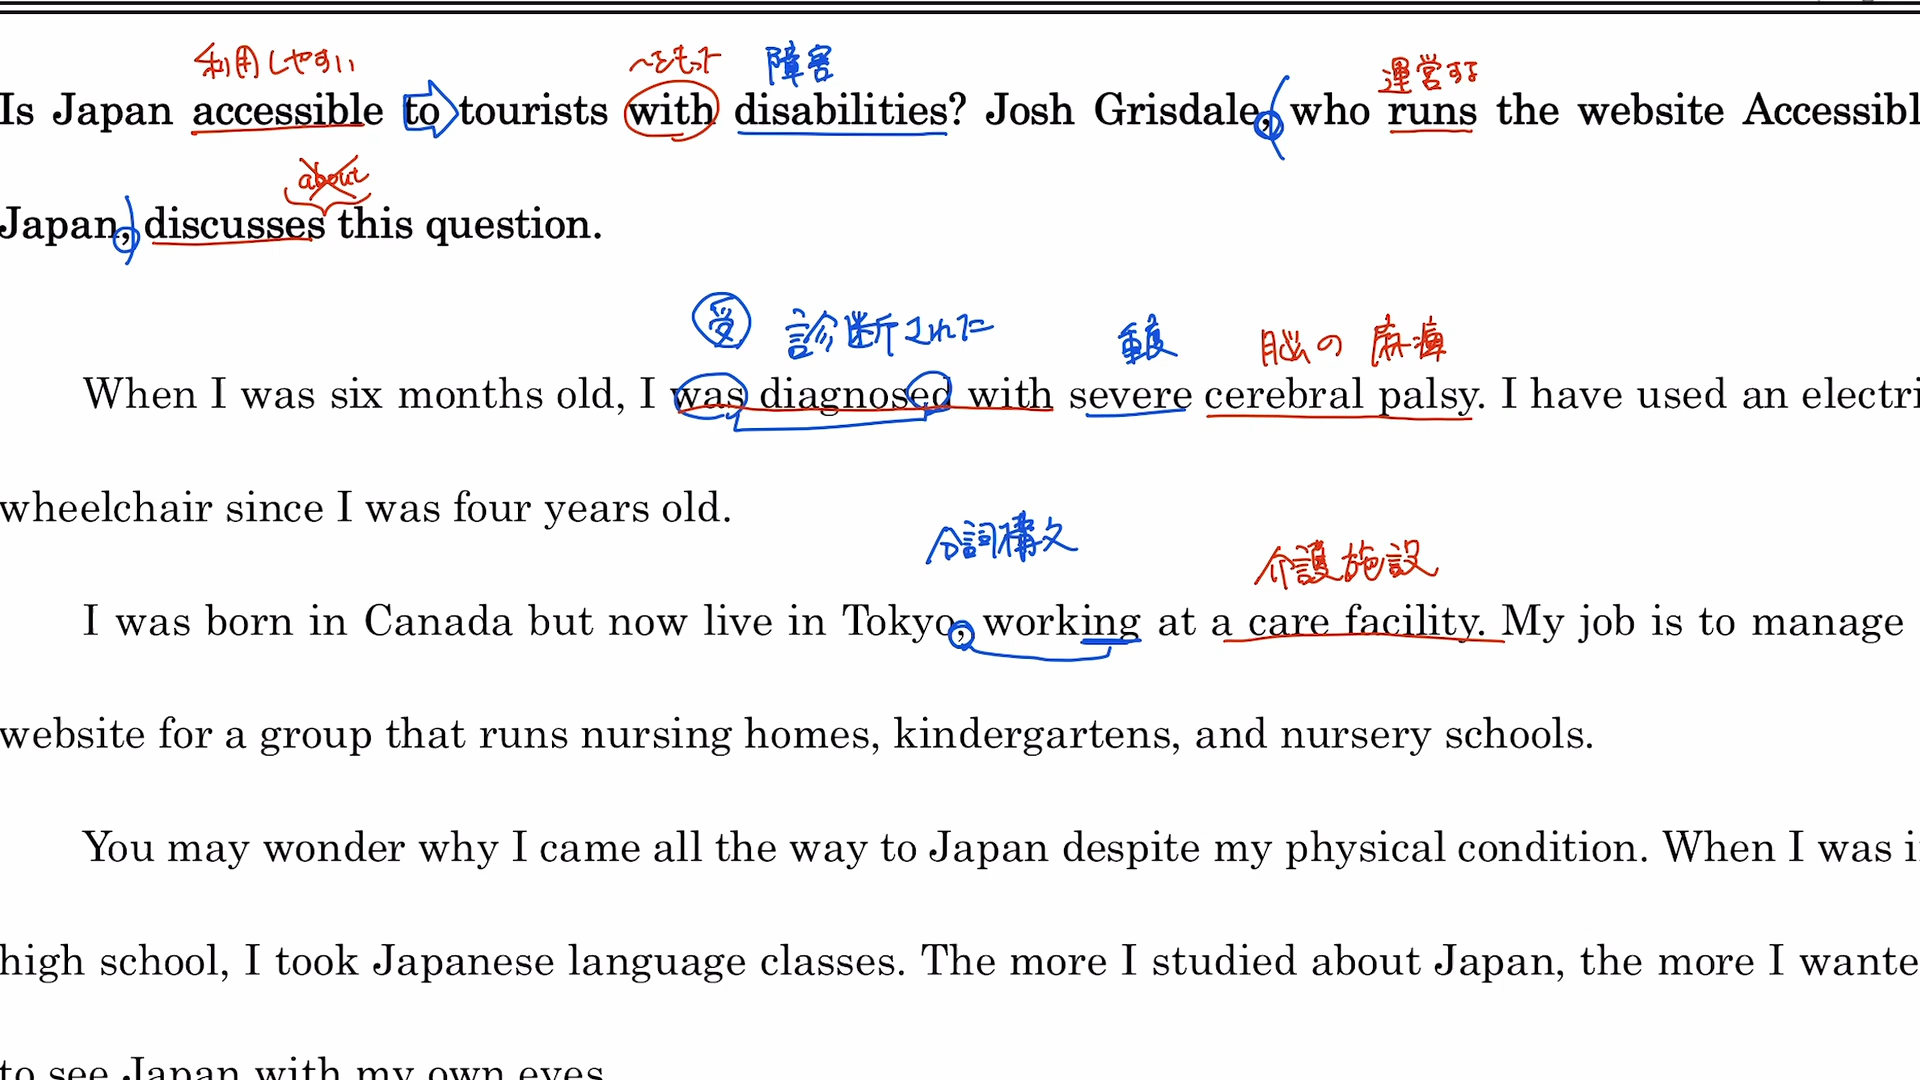 利用しやすい ～をもった 障害 運営する
Is Japan accessible to tourists with disabilities? Josh Grisdale, who runs the website Accessibl
about
Japan, discusses this question.
受 診断された 重度 脳の麻痺
When I was six months old, I was diagnosed with severe cerebral palsy. I have used an electri
wheelchair since I was four years old.
分詞構文 介護施設
I was born in Canada but now live in Tokyo, working at a care facility. My job is to manage
website for a group that runs nursing homes, kindergartens, and nursery schools.
You may wonder why I came all the way to Japan despite my physical condition. When I was i
high school, I took Japanese language classes. The more I studied about Japan, the more I wante
to see Japan with my own eyes.